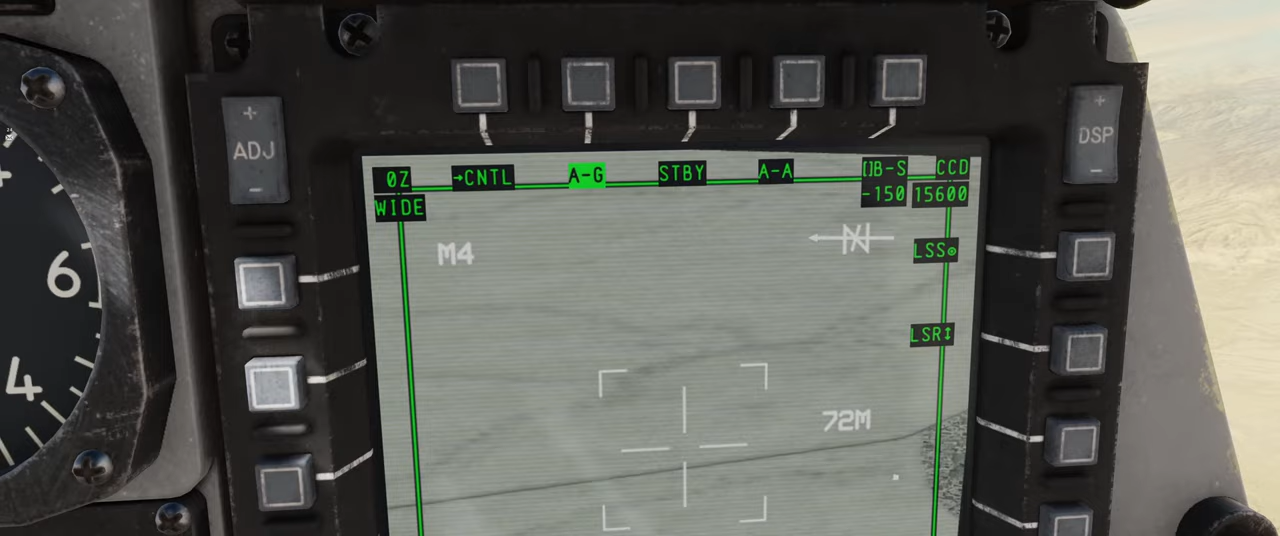 ADJ
DSP
0Z →CNTL A-G STBY A-A []B-S CCD
WIDE -150 15600
M4 N LSS⊙
LSR↕
72M
6
4